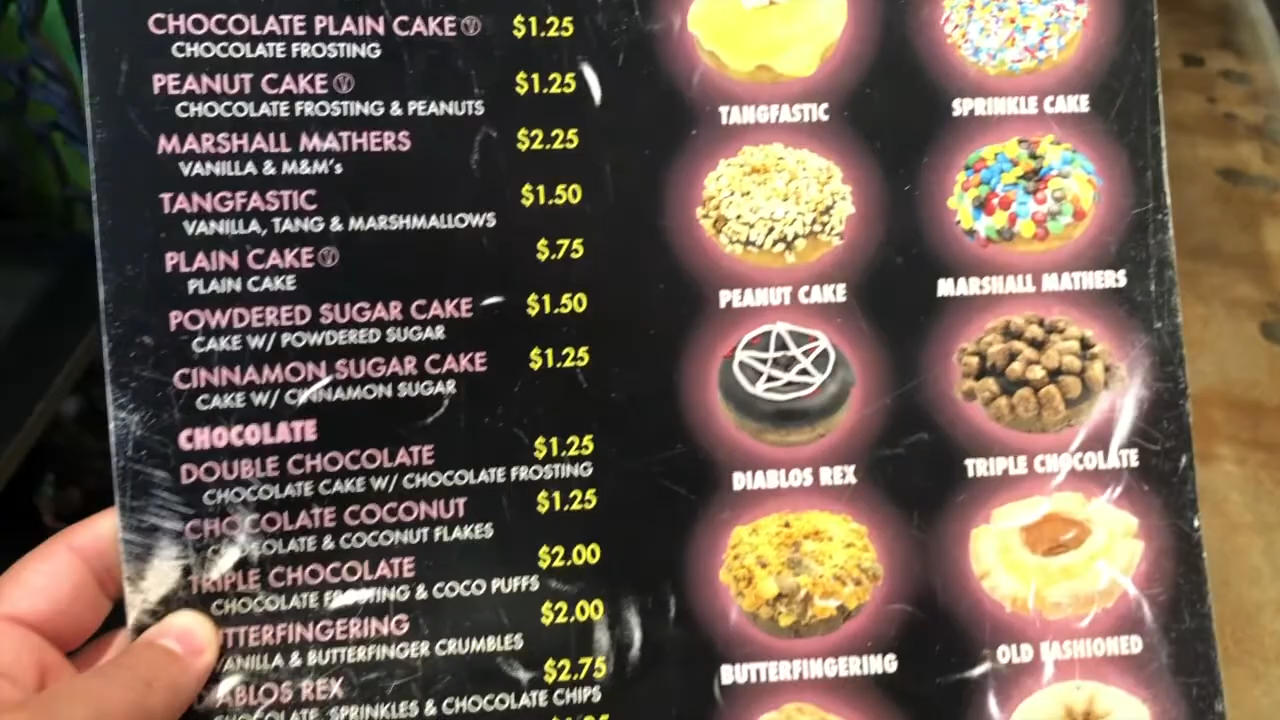 CHOCOLATE PLAIN CAKE Ⓥ $1.25
CHOCOLATE FROSTING
PEANUT CAKE Ⓥ $1.25
CHOCOLATE FROSTING & PEANUTS
MARSHALL MATHERS $2.25
VANILLA & M&M's
TANGFASTIC $1.50
VANILLA, TANG & MARSHMALLOWS
PLAIN CAKE Ⓥ $.75
PLAIN CAKE
POWDERED SUGAR CAKE $1.50
CAKE W/ POWDERED SUGAR
CINNAMON SUGAR CAKE $1.25
CAKE W/ CINNAMON SUGAR
CHOCOLATE
DOUBLE CHOCOLATE $1.25
CHOCOLATE CAKE W/ CHOCOLATE FROSTING
CHOCOLATE COCONUT $1.25
CHOCOLATE & COCONUT FLAKES
TRIPLE CHOCOLATE $2.00
CHOCOLATE FROSTING & COCO PUFFS
TTERFINGERING $2.00
ANILLA & BUTTERFINGER CRUMBLES
ABLOS REX $2.75
CHOCOLATE, SPRINKLES & CHOCOLATE CHIPS
TANGFASTIC
SPRINKLE CAKE
PEANUT CAKE
MARSHALL MATHERS
DIABLOS REX
TRIPLE CHOCOLATE
BUTTERFINGERING
OLD FASHIONED